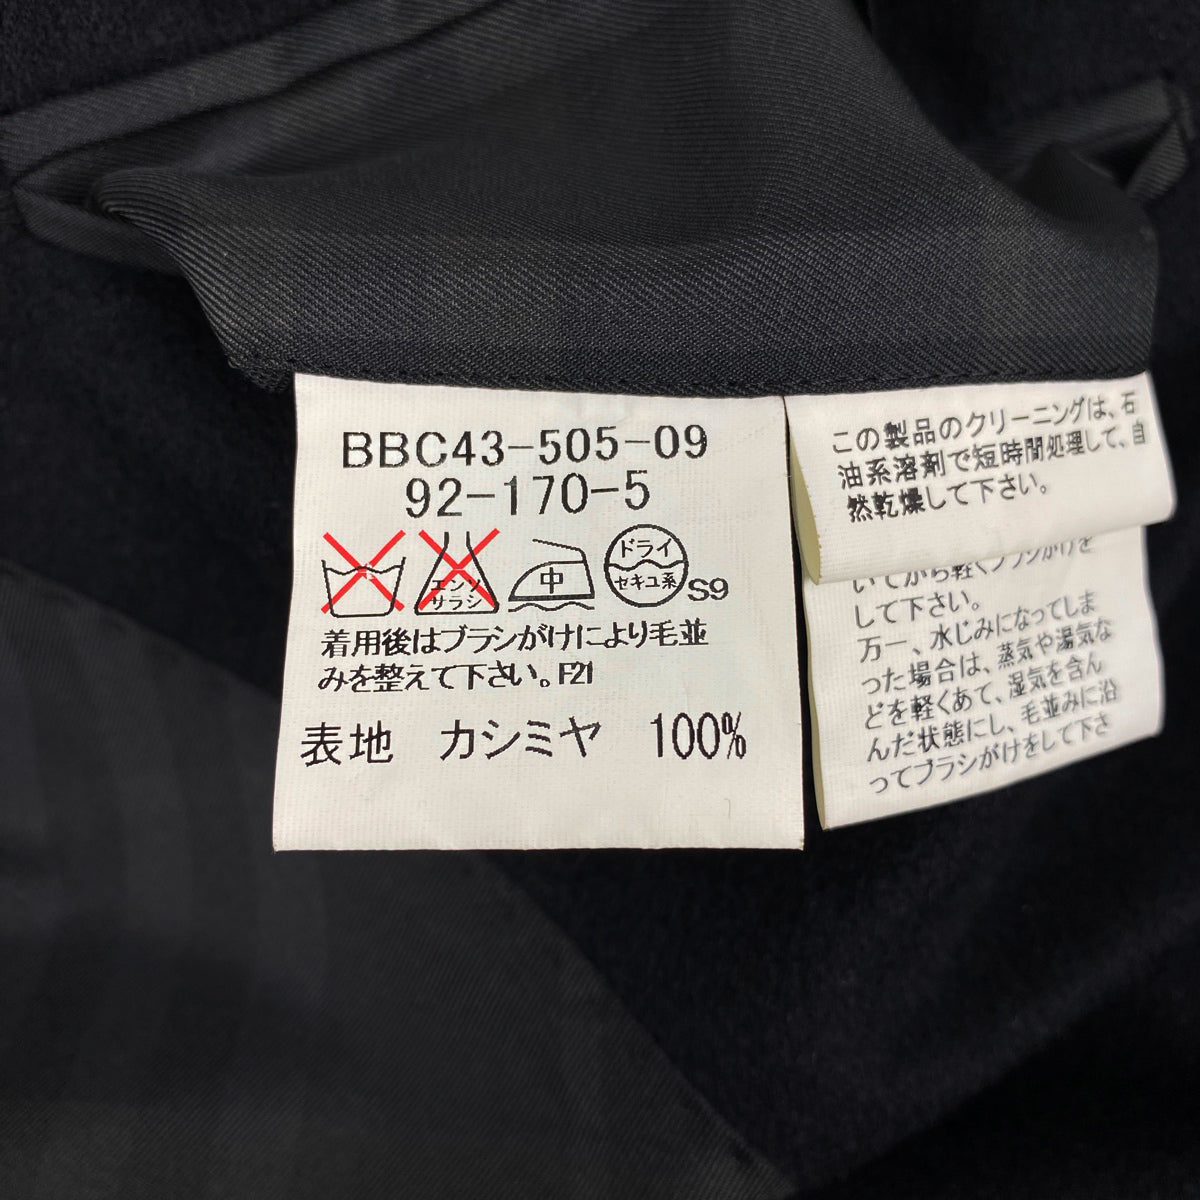 BBC43-505-09
92-170-5
エンソ
サラシ
中
ドライ
セキユ系
S9
着用後はブラシがけにより毛並
みを整えて下さい。F21
表地 カシミヤ 100%
この製品のクリーニングは、石
油系溶剤で短時間処理して、自
然乾燥して下さい。
いてから軽くブラシがけを
して下さい。
万一、水じみになってしま
った場合は、蒸気や湯気な
どを軽くあて、湿気を含ん
んだ状態にし、毛並みに沿
ってブラシがけをして下さ